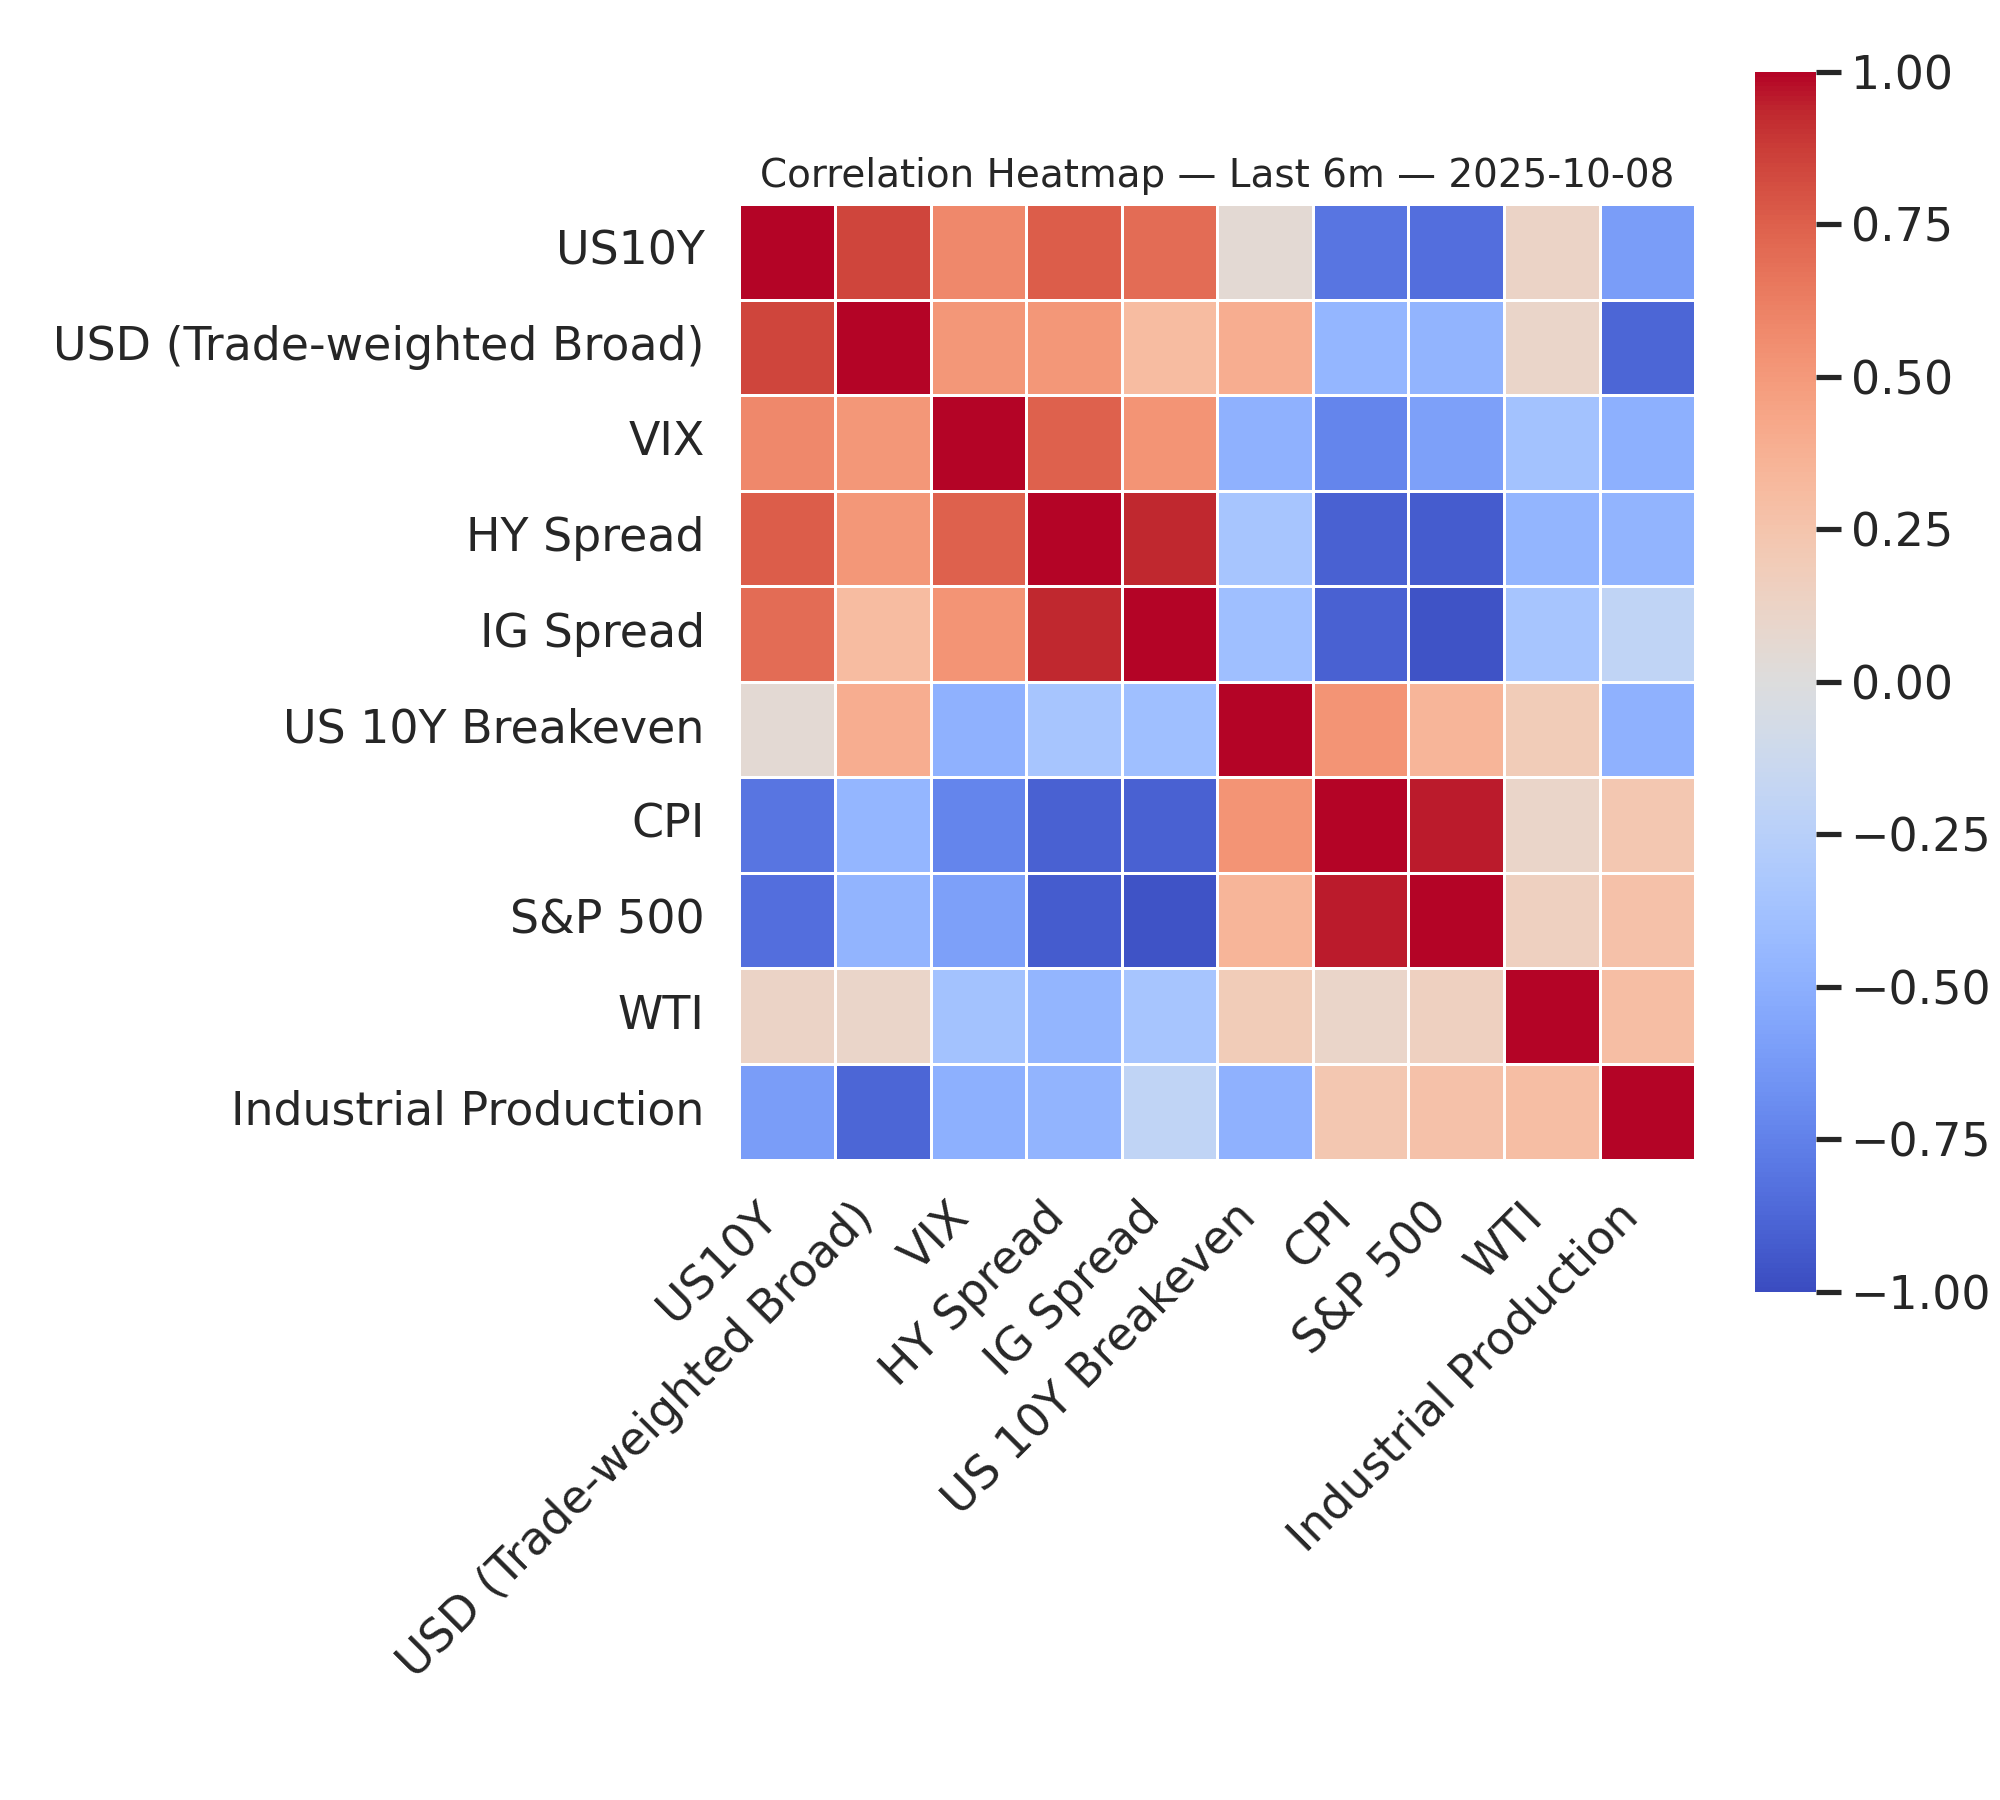 Correlation Heatmap — Last 6m — 2025-10-08
US10Y
USD (Trade-weighted Broad)
VIX
HY Spread
IG Spread
US 10Y Breakeven
CPI
S&P 500
WTI
Industrial Production
US10Y
USD (Trade-weighted Broad)
VIX
HY Spread
IG Spread
US 10Y Breakeven
CPI
S&P 500
WTI
Industrial Production
1.00
0.75
0.50
0.25
0.00
−0.25
−0.50
−0.75
−1.00